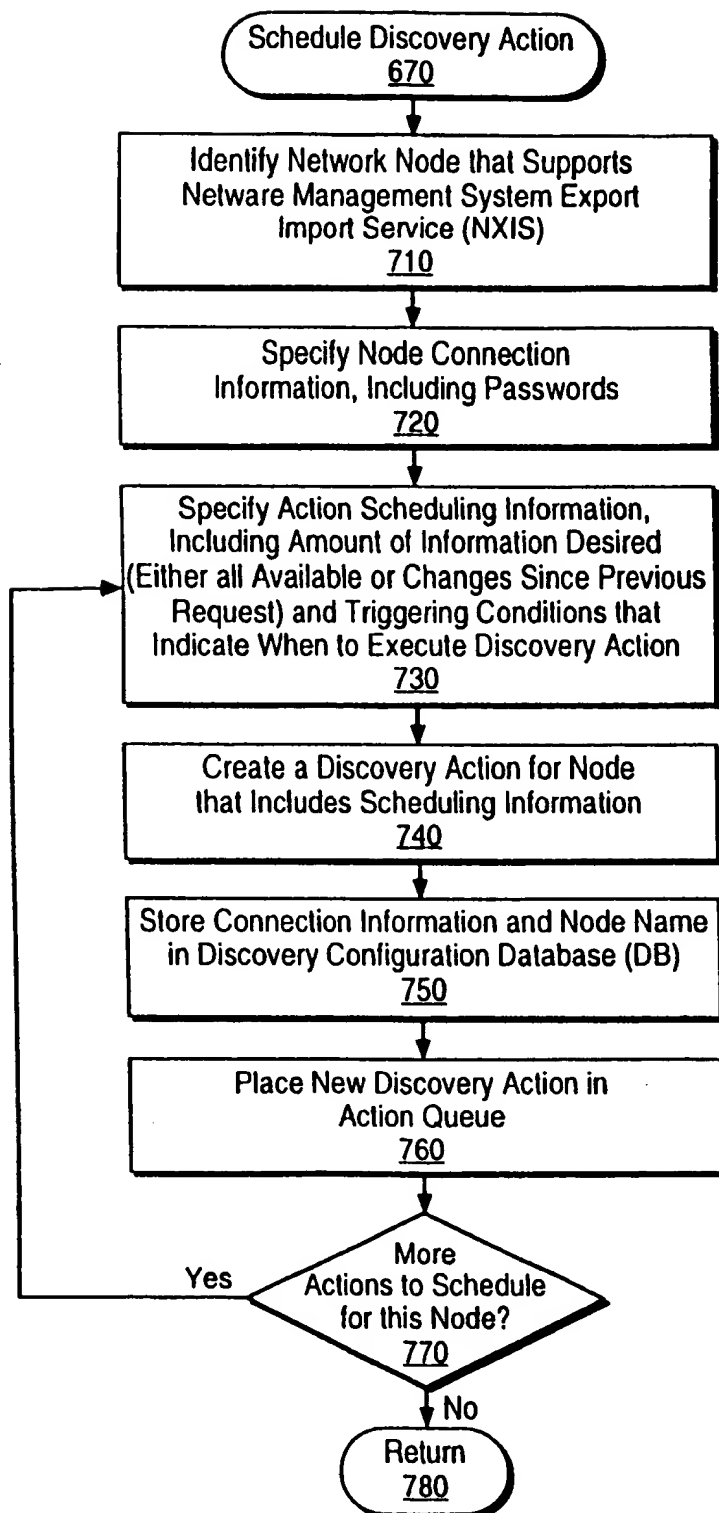 Schedule Discovery Action
670
Identify Network Node that Supports
Netware Management System Export
Import Service (NXIS)
710
Specify Node Connection
Information, Including Passwords
720
Specify Action Scheduling Information,
Including Amount of Information Desired
(Either all Available or Changes Since Previous
Request) and Triggering Conditions that
Indicate When to Execute Discovery Action
730
Create a Discovery Action for Node
that Includes Scheduling Information
740
Store Connection Information and Node Name
in Discovery Configuration Database (DB)
750
Place New Discovery Action in
Action Queue
760
More
Actions to Schedule
for this Node?
770
Yes
No
Return
780